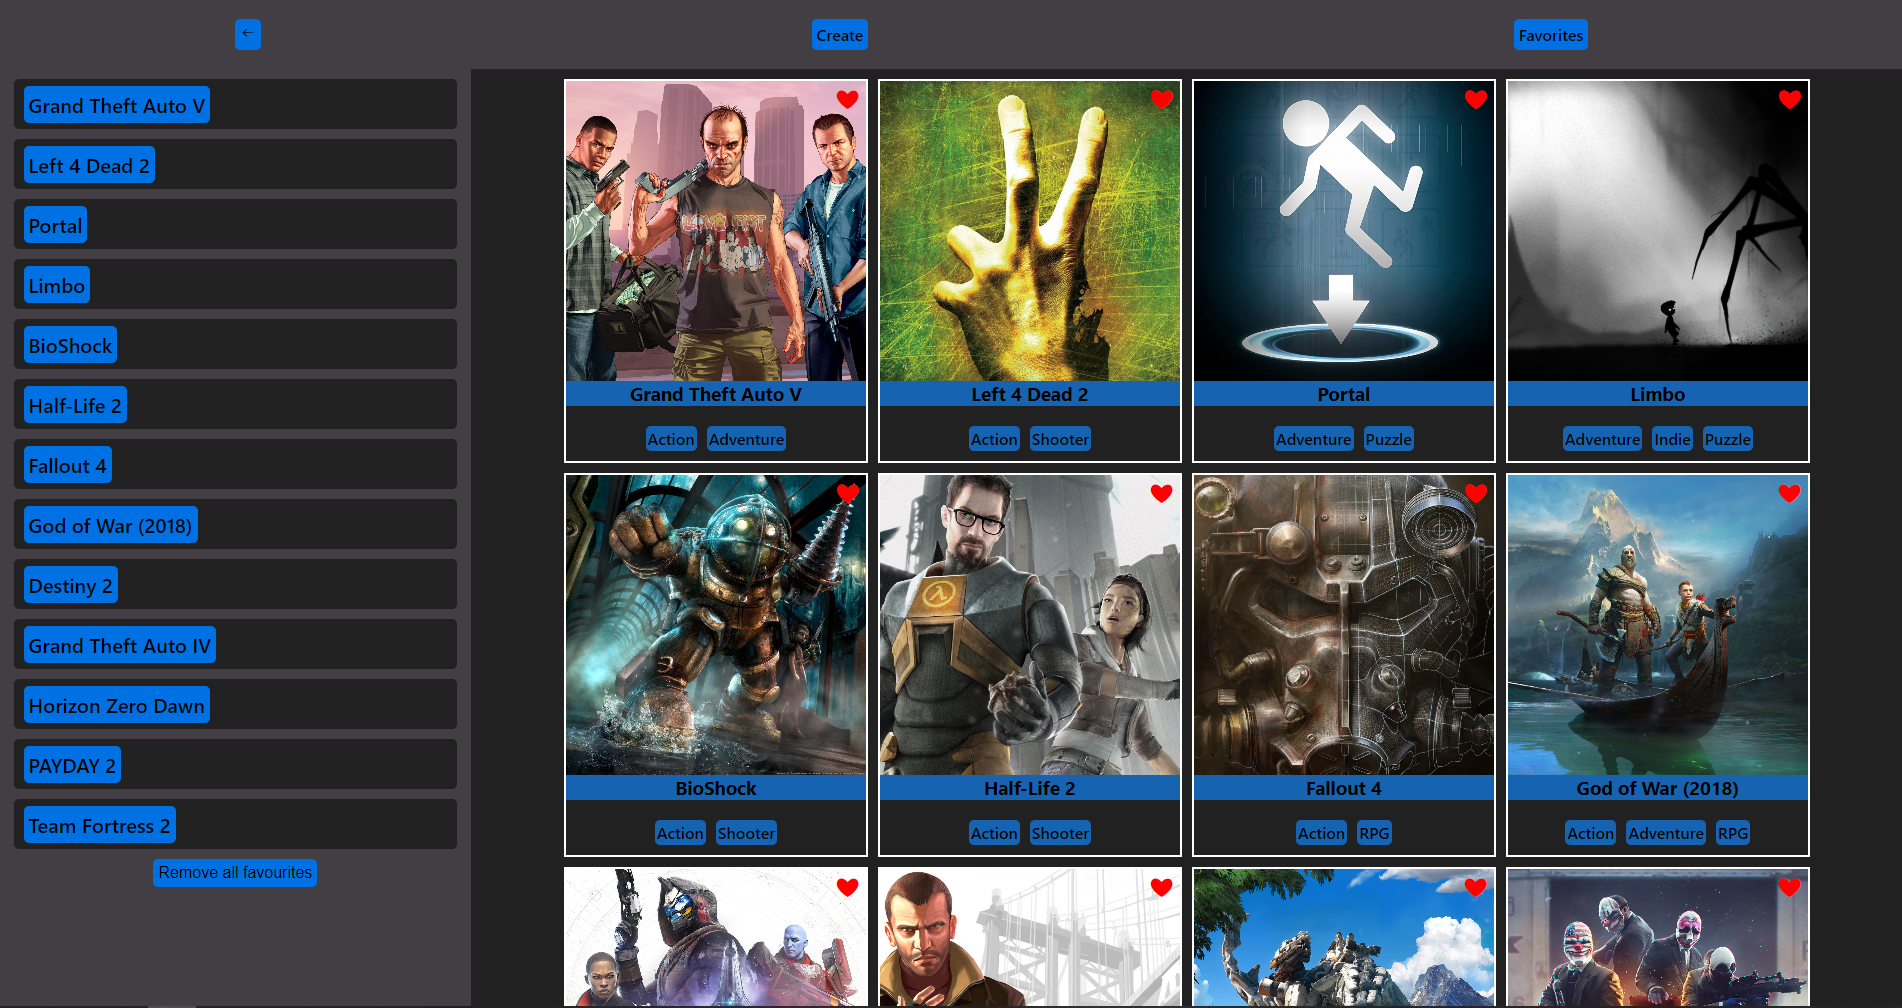 ←
Create
Favorites
Grand Theft Auto V
Left 4 Dead 2
Portal
Limbo
BioShock
Half-Life 2
Fallout 4
God of War (2018)
Destiny 2
Grand Theft Auto IV
Horizon Zero Dawn
PAYDAY 2
Team Fortress 2
Remove all favourites
Grand Theft Auto V
Left 4 Dead 2
Portal
Limbo
Action Adventure
Action Shooter
Adventure Puzzle
Adventure Indie Puzzle
BioShock
Half-Life 2
Fallout 4
God of War (2018)
Action Shooter
Action Shooter
Action RPG
Action Adventure RPG